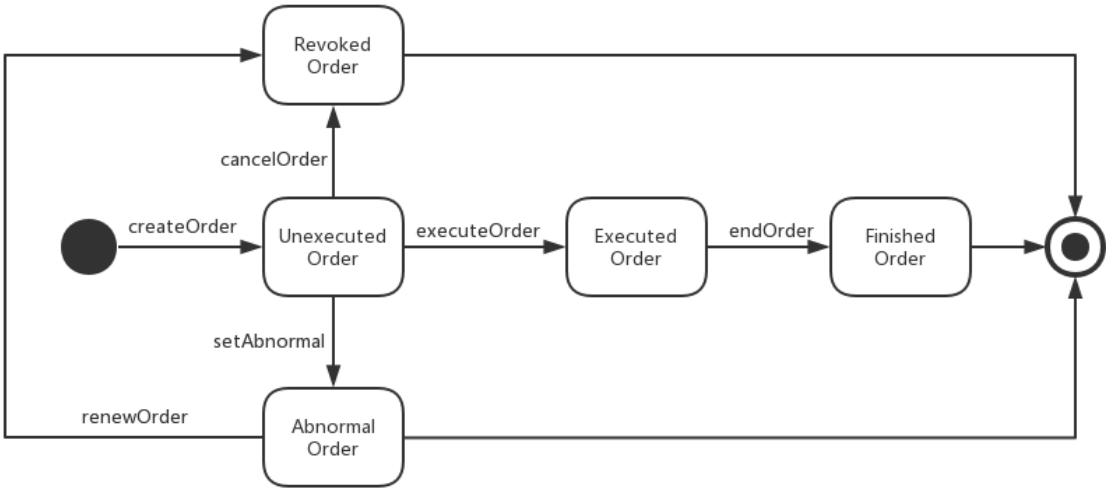 Revoked
Order
cancelOrder
createOrder
Unexecuted
Order
executeOrder
Executed
Order
endOrder
Finished
Order
setAbnormal
renewOrder
Abnormal
Order